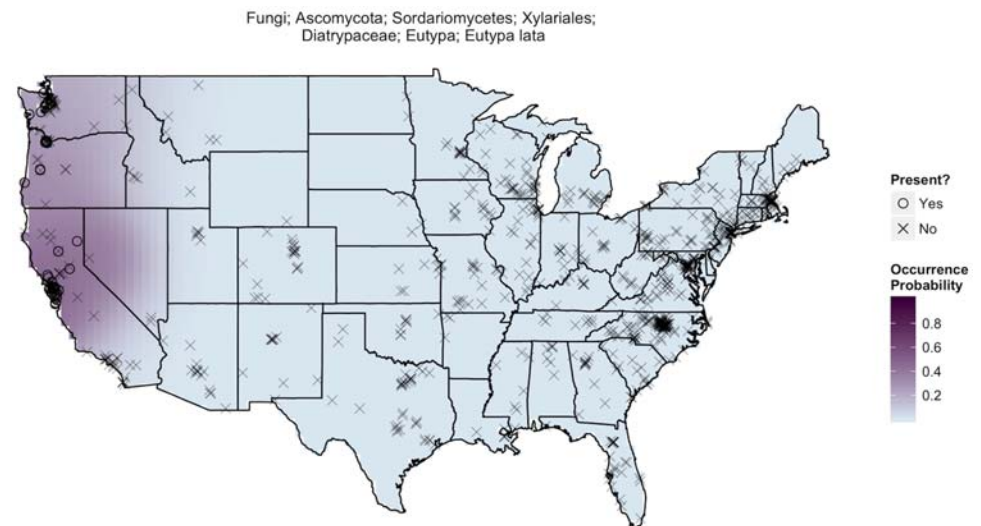 Fungi; Ascomycota; Sordariomycetes; Xylariales;
Diatrypaceae; Eutypa; Eutypa lata
Present?
Yes
No
Occurrence
Probability
0.8
0.6
0.4
0.2